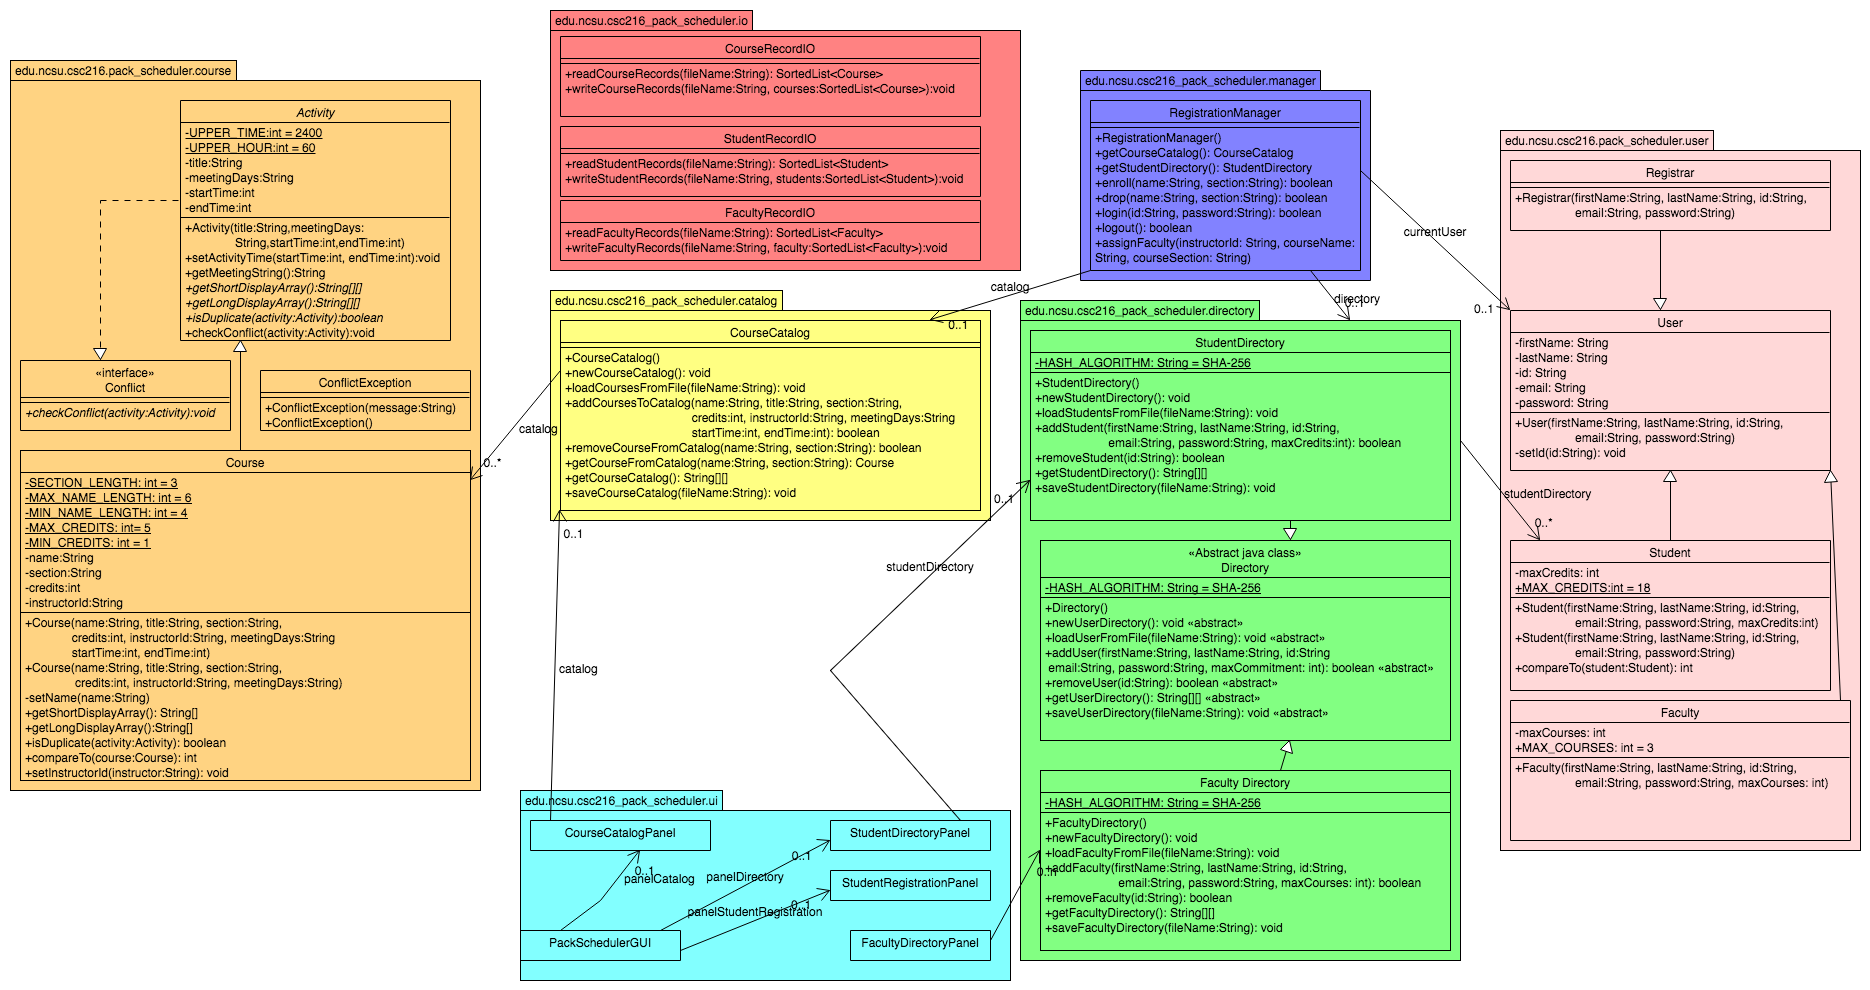 edu.ncsu.csc216.pack_scheduler.course
Activity
-UPPER_TIME:int = 2400
-UPPER_HOUR:int = 60
-title:String
-meetingDays:String
-startTime:int
-endTime:int
+Activity(title:String,meetingDays:
String,startTime:int,endTime:int)
+setActivityTime(startTime:int, endTime:int):void
+getMeetingString():String
+getShortDisplayArray():String[][]
+getLongDisplayArray():String[][]
+isDuplicate(activity:Activity):boolean
+checkConflict(activity:Activity):void
«interface»
Conflict
+checkConflict(activity:Activity):void
ConflictException
+ConflictException(message:String)
+ConflictException()
Course
-SECTION_LENGTH: int = 3
-MAX_NAME_LENGTH: int = 6
-MIN_NAME_LENGTH: int = 4
-MAX_CREDITS: int= 5
-MIN_CREDITS: int = 1
-name:String
-section:String
-credits:int
-instructorId:String
+Course(name:String, title:String, section:String,
credits:int, instructorId:String, meetingDays:String
startTime:int, endTime:int)
+Course(name:String, title:String, section:String,
credits:int, instructorId:String, meetingDays:String)
-setName(name:String)
+getShortDisplayArray(): String[]
+getLongDisplayArray():String[]
+isDuplicate(activity:Activity): boolean
+compareTo(course:Course): int
+setInstructorId(instructor:String): void
edu.ncsu.csc216_pack_scheduler.io
CourseRecordIO
+readCourseRecords(fileName:String): SortedList<Course>
+writeCourseRecords(fileName:String, courses:SortedList<Course>):void
StudentRecordIO
+readStudentRecords(fileName:String): SortedList<Student>
+writeStudentRecords(fileName:String, students:SortedList<Student>):void
FacultyRecordIO
+readFacultyRecords(fileName:String): SortedList<Faculty>
+writeFacultyRecords(fileName:String, faculty:SortedList<Faculty>):void
edu.ncsu.csc216_pack_scheduler.catalog
CourseCatalog
+CourseCatalog()
+newCourseCatalog(): void
+loadCoursesFromFile(fileName:String): void
+addCoursesToCatalog(name:String, title:String, section:String,
credits:int, instructorId:String, meetingDays:String
startTime:int, endTime:int): boolean
+removeCourseFromCatalog(name:String, section:String): boolean
+getCourseFromCatalog(name:String, section:String): Course
+getCourseCatalog(): String[][]
+saveCourseCatalog(fileName:String): void
catalog
0..*
catalog
0..1
0..1
catalog
edu.ncsu.csc216_pack_scheduler.manager
RegistrationManager
+RegistrationManager()
+getCourseCatalog(): CourseCatalog
+getStudentDirectory(): StudentDirectory
+enroll(name:String, section:String): boolean
+drop(name:String, section:String): boolean
+login(id:String, password:String): boolean
+logout(): boolean
+assignFaculty(instructorId: String, courseName:
String, courseSection: String)
directory
0..1
currentUser
0..1
edu.ncsu.csc216_pack_scheduler.directory
StudentDirectory
-HASH_ALGORITHM: String = SHA-256
+StudentDirectory()
+newStudentDirectory(): void
+loadStudentsFromFile(fileName:String): void
+addStudent(firstName:String, lastName:String, id:String,
email:String, password:String, maxCredits:int): boolean
+removeStudent(id:String): boolean
+getStudentDirectory(): String[][]
+saveStudentDirectory(fileName:String): void
0..1
studentDirectory
«Abstract java class»
Directory
-HASH_ALGORITHM: String = SHA-256
+Directory()
+newUserDirectory(): void «abstract»
+loadUserFromFile(fileName:String): void «abstract»
+addUser(firstName:String, lastName:String, id:String
email:String, password:String, maxCommitment: int): boolean «abstract»
+removeUser(id:String): boolean «abstract»
+getUserDirectory(): String[][] «abstract»
+saveUserDirectory(fileName:String): void «abstract»
Faculty Directory
-HASH_ALGORITHM: String = SHA-256
+FacultyDirectory()
+newFacultyDirectory(): void
+loadFacultyFromFile(fileName:String): void
+addFaculty(firstName:String, lastName:String, id:String,
email:String, password:String, maxCourses: int): boolean
+removeFaculty(id:String): boolean
+getFacultyDirectory(): String[][]
+saveFacultyDirectory(fileName:String): void
studentDirectory
0..*
edu.ncsu.csc216.pack_scheduler.user
Registrar
+Registrar(firstName:String, lastName:String, id:String,
email:String, password:String)
User
-firstName: String
-lastName: String
-id: String
-email: String
-password: String
+User(firstName:String, lastName:String, id:String,
email:String, password:String)
-setId(id:String): void
Student
-maxCredits: int
+MAX_CREDITS:int = 18
+Student(firstName:String, lastName:String, id:String,
email:String, password:String, maxCredits:int)
+Student(firstName:String, lastName:String, id:String,
email:String, password:String)
+compareTo(student:Student): int
Faculty
-maxCourses: int
+MAX_COURSES: int = 3
+Faculty(firstName:String, lastName:String, id:String,
email:String, password:String, maxCourses: int)
edu.ncsu.csc216_pack_scheduler.ui
CourseCatalogPanel
StudentDirectoryPanel
StudentRegistrationPanel
PackSchedulerGUI
FacultyDirectoryPanel
0..1
panelCatalog
0..1
panelDirectory
0..1
panelStudentRegistration